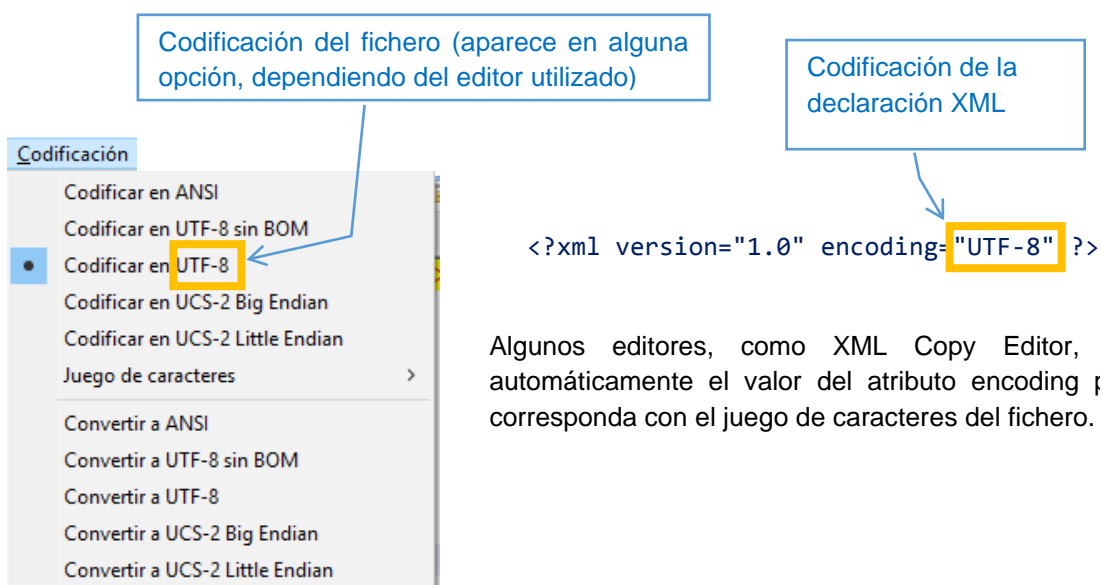 Codificación del fichero (aparece en alguna
opción, dependiendo del editor utilizado)
Codificación de la
declaración XML
Codificación
Codificar en ANSI
Codificar en UTF-8 sin BOM
Codificar en UTF-8
Codificar en UCS-2 Big Endian
Codificar en UCS-2 Little Endian
Juego de caracteres
Convertir a ANSI
Convertir a UTF-8 sin BOM
Convertir a UTF-8
Convertir a UCS-2 Big Endian
Convertir a UCS-2 Little Endian
<?xml version="1.0" encoding="UTF-8" ?>
Algunos editores, como XML Copy Editor,
automáticamente el valor del atributo encoding
corresponda con el juego de caracteres del fichero.